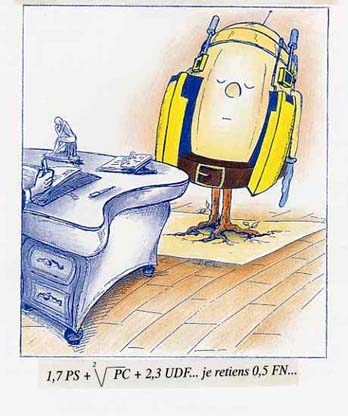 1,7 PS + ²√PC + 2,3 UDF... je retiens 0,5 FN...